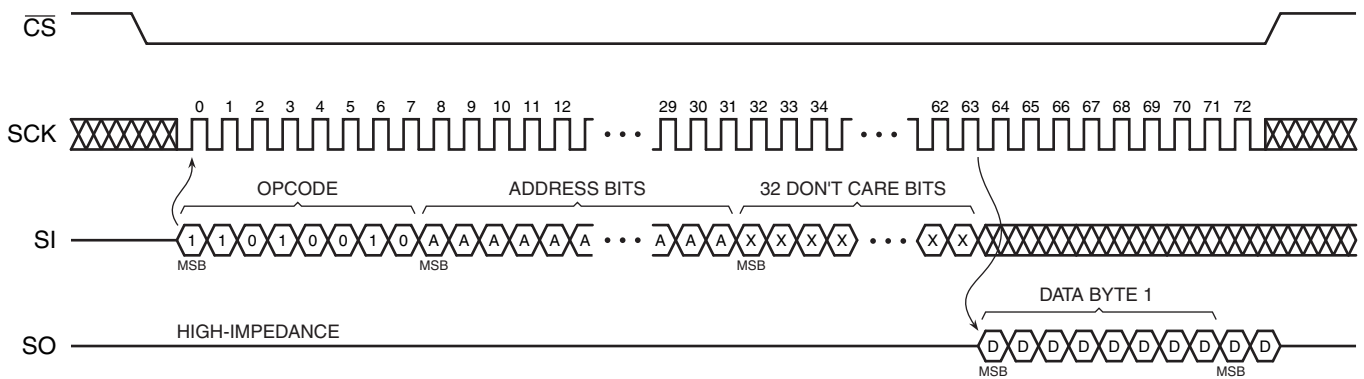 CS
0 1 2 3 4 5 6 7 8 9 10 11 12 29 30 31 32 33 34 62 63 64 65 66 67 68 69 70 71 72
SCK
OPCODE ADDRESS BITS 32 DON'T CARE BITS
SI 1 1 0 1 0 0 1 0 A A A A A A A A A X X X X X X
MSB MSB MSB
DATA BYTE 1
HIGH-IMPEDANCE
SO D D D D D D D D D D
MSB MSB